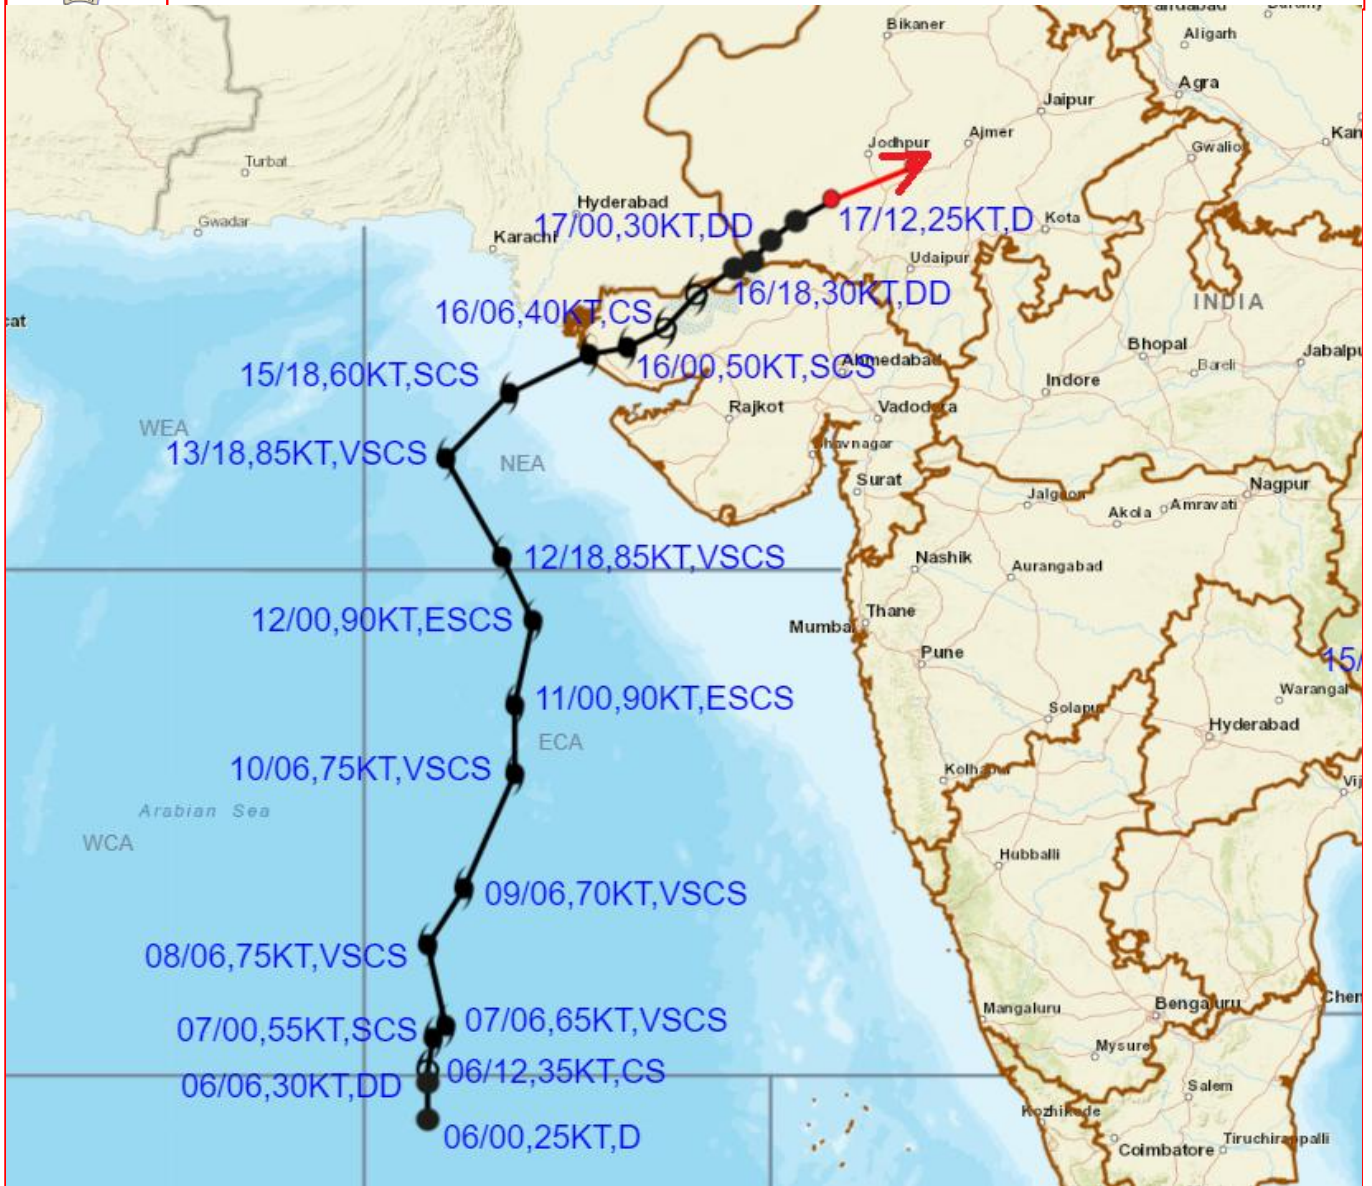 Bikaner
Aligarh
Agra
Jaipur
Ajmer
Jodhpur
Gwalio
Kan
Turbat
Hyderabad
Gwadar
Karachi
17/00,30KT,DD
17/12,25KT,D
Kota
Udaipur
16/18,30KT,DD
INDIA
16/06,40KT,CS
cat
Bhopal
Jabalpu
Bareli
16/00,50KT,SCS
Ahmedabad
15/18,60KT,SCS
Indore
Rajkot
Vadodara
WEA
13/18,85KT,VSCS
NEA
Bhavnagar
Surat
Nagpur
Jalgaon
Amravati
Akola
12/18,85KT,VSCS
Nashik
Aurangabad
12/00,90KT,ESCS
Thane
Mumbai
Pune
15/
Warangal
11/00,90KT,ESCS
Solapur
Hyderabad
ECA
10/06,75KT,VSCS
Kolhapur
Vij
Arabian Sea
WCA
Hubballi
09/06,70KT,VSCS
08/06,75KT,VSCS
Chen
Mangaluru
Bengaluru
07/06,65KT,VSCS
07/00,55KT,SCS
Mysuru
06/12,35KT,CS
06/06,30KT,DD
Salem
Kozhikode
06/00,25KT,D
Coimbatore
Tiruchirappalli